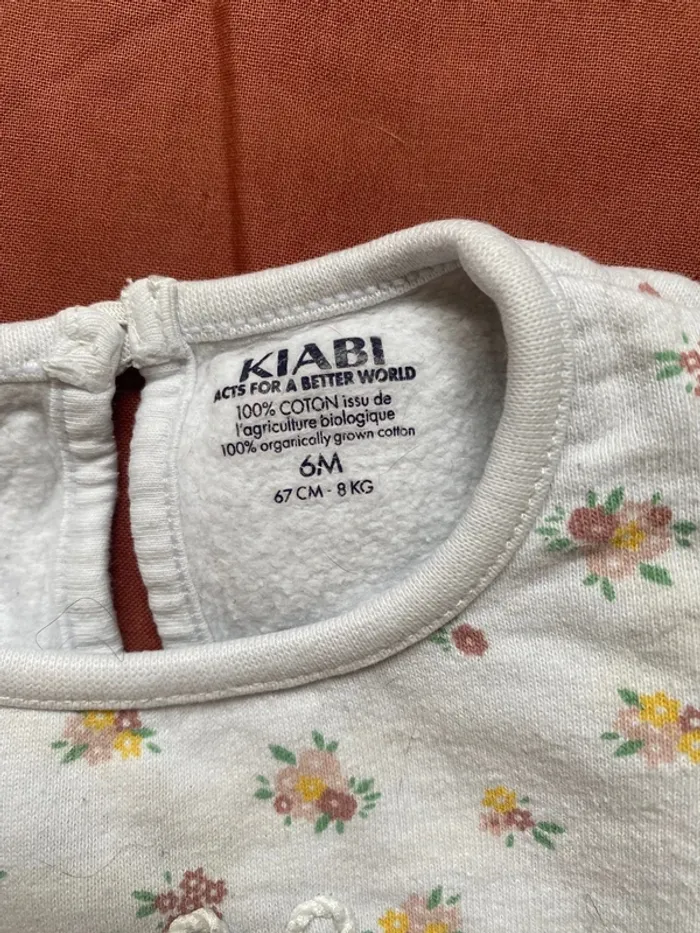 KIABI
ACTS FOR A BETTER WORLD
100% COTON issu de
l'agriculture biologique
100% organically grown cotton
6M
67 CM - 8 KG